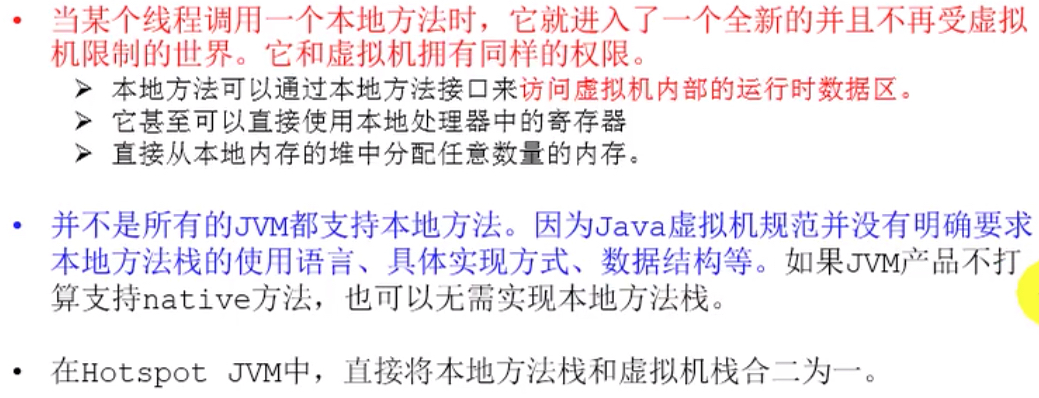 • 当某个线程调用一个本地方法时，它就进入了一个全新的并且不再受虚拟
机限制的世界。它和虚拟机拥有同样的权限。
➢ 本地方法可以通过本地方法接口来访问虚拟机内部的运行时数据区。
➢ 它甚至可以直接使用本地处理器中的寄存器
➢ 直接从本地内存的堆中分配任意数量的内存。
• 并不是所有的JVM都支持本地方法。因为Java虚拟机规范并没有明确要求
本地方法栈的使用语言、具体实现方式、数据结构等。如果JVM产品不打
算支持native方法，也可以无需实现本地方法栈。
• 在Hotspot JVM中，直接将本地方法栈和虚拟机栈合二为一。